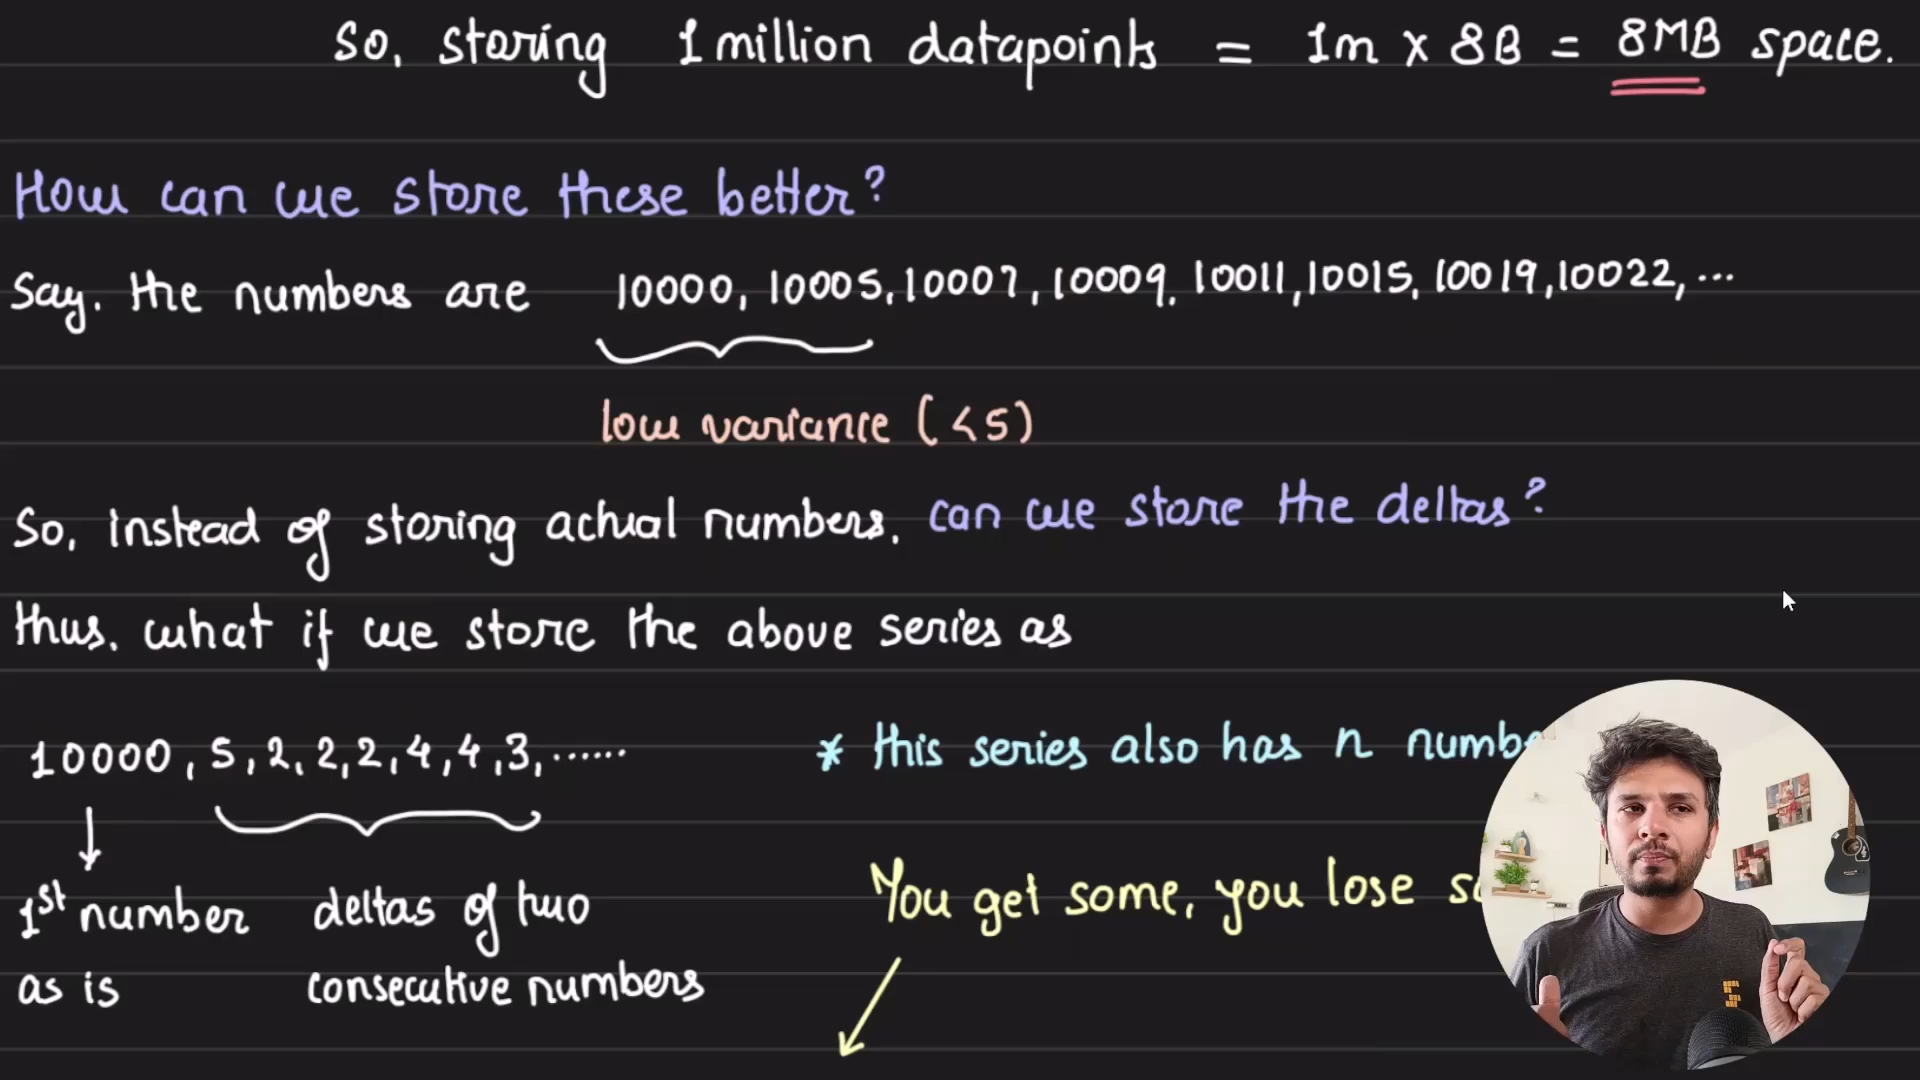 So, storing 1 million datapoints = 1m x 8B = 8MB space.
How can we store these better?
Say, the numbers are 10000, 10005, 10007, 10009, 10011, 10015, 10019, 10022, ...
low variance (<5)
So, instead of storing actual numbers, can we store the deltas?
thus, what if we store the above series as
10000, 5, 2, 2, 2, 4, 4, 3, ......
* this series also has n
1st number as is
deltas of two consecutive numbers
You get some, you lose